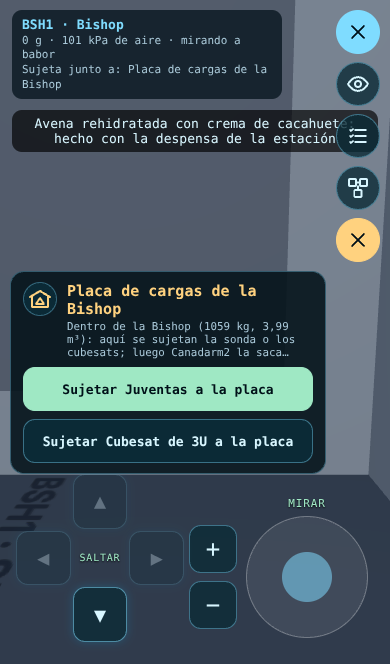 BSH1 · Bishop
0 g · 101 kPa de aire · mirando a
babor
Sujeta junto a: Placa de cargas de la
Bishop
Avena rehidratada con crema de cacahuete:
hecho con la despensa de la estación
Placa de cargas de la
Bishop
Dentro de la Bishop (1059 kg, 3,99
m³): aquí se sujetan la sonda o los
cubesats; luego Canadarm2 la saca…
Sujetar Juventas a la placa
Sujetar Cubesat de 3U a la placa
BSH1 ·
MIRAR
SALTAR
+
−